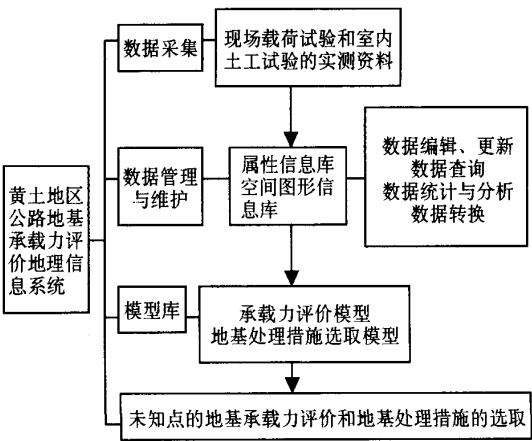 数据采集
现场载荷试验和室内
土工试验的实测资料
黄土地区
公路地基
承载力评
价地理信
息系统
数据管理
与维护
属性信息库
空间图形信
息库
数据编辑、更新
数据查询
数据统计与分析
数据转换
模型库
承载力评价模型
地基处理措施选取模型
未知点的地基承载力评价和地基处理措施的选取